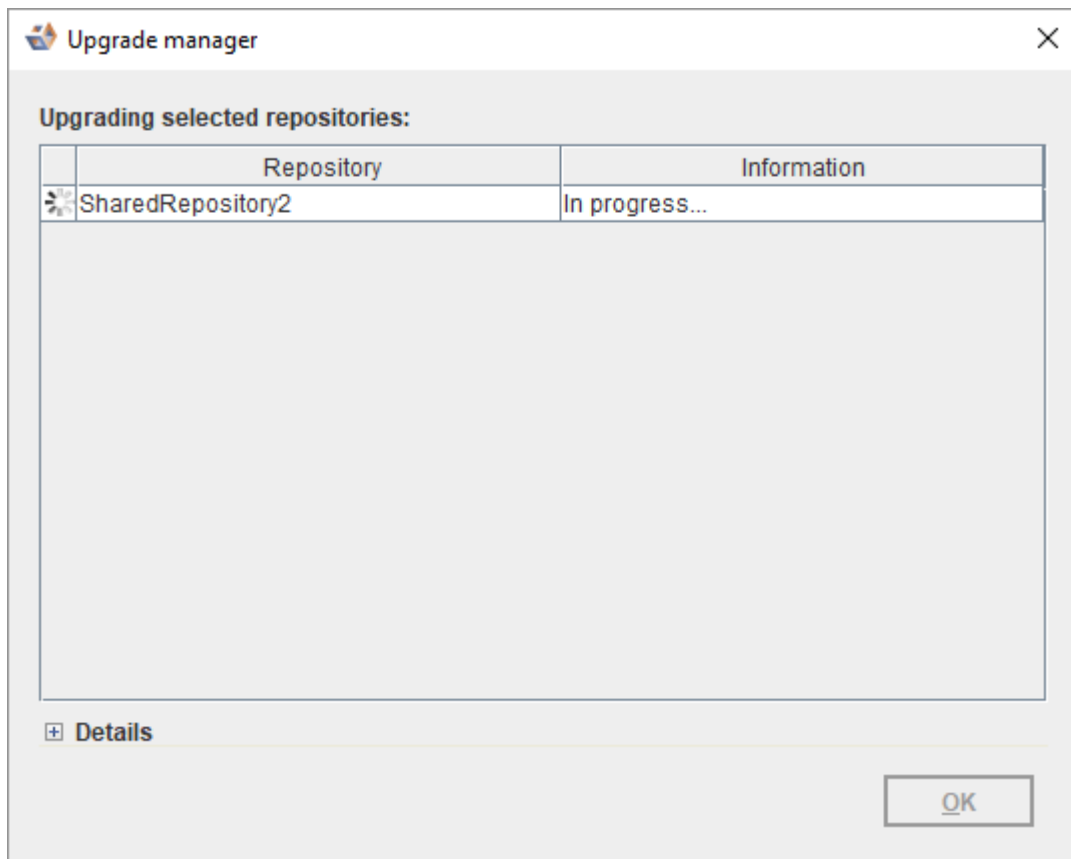 Upgrade manager
Upgrading selected repositories:
Repository Information
SharedRepository2 In progress...
Details
OK